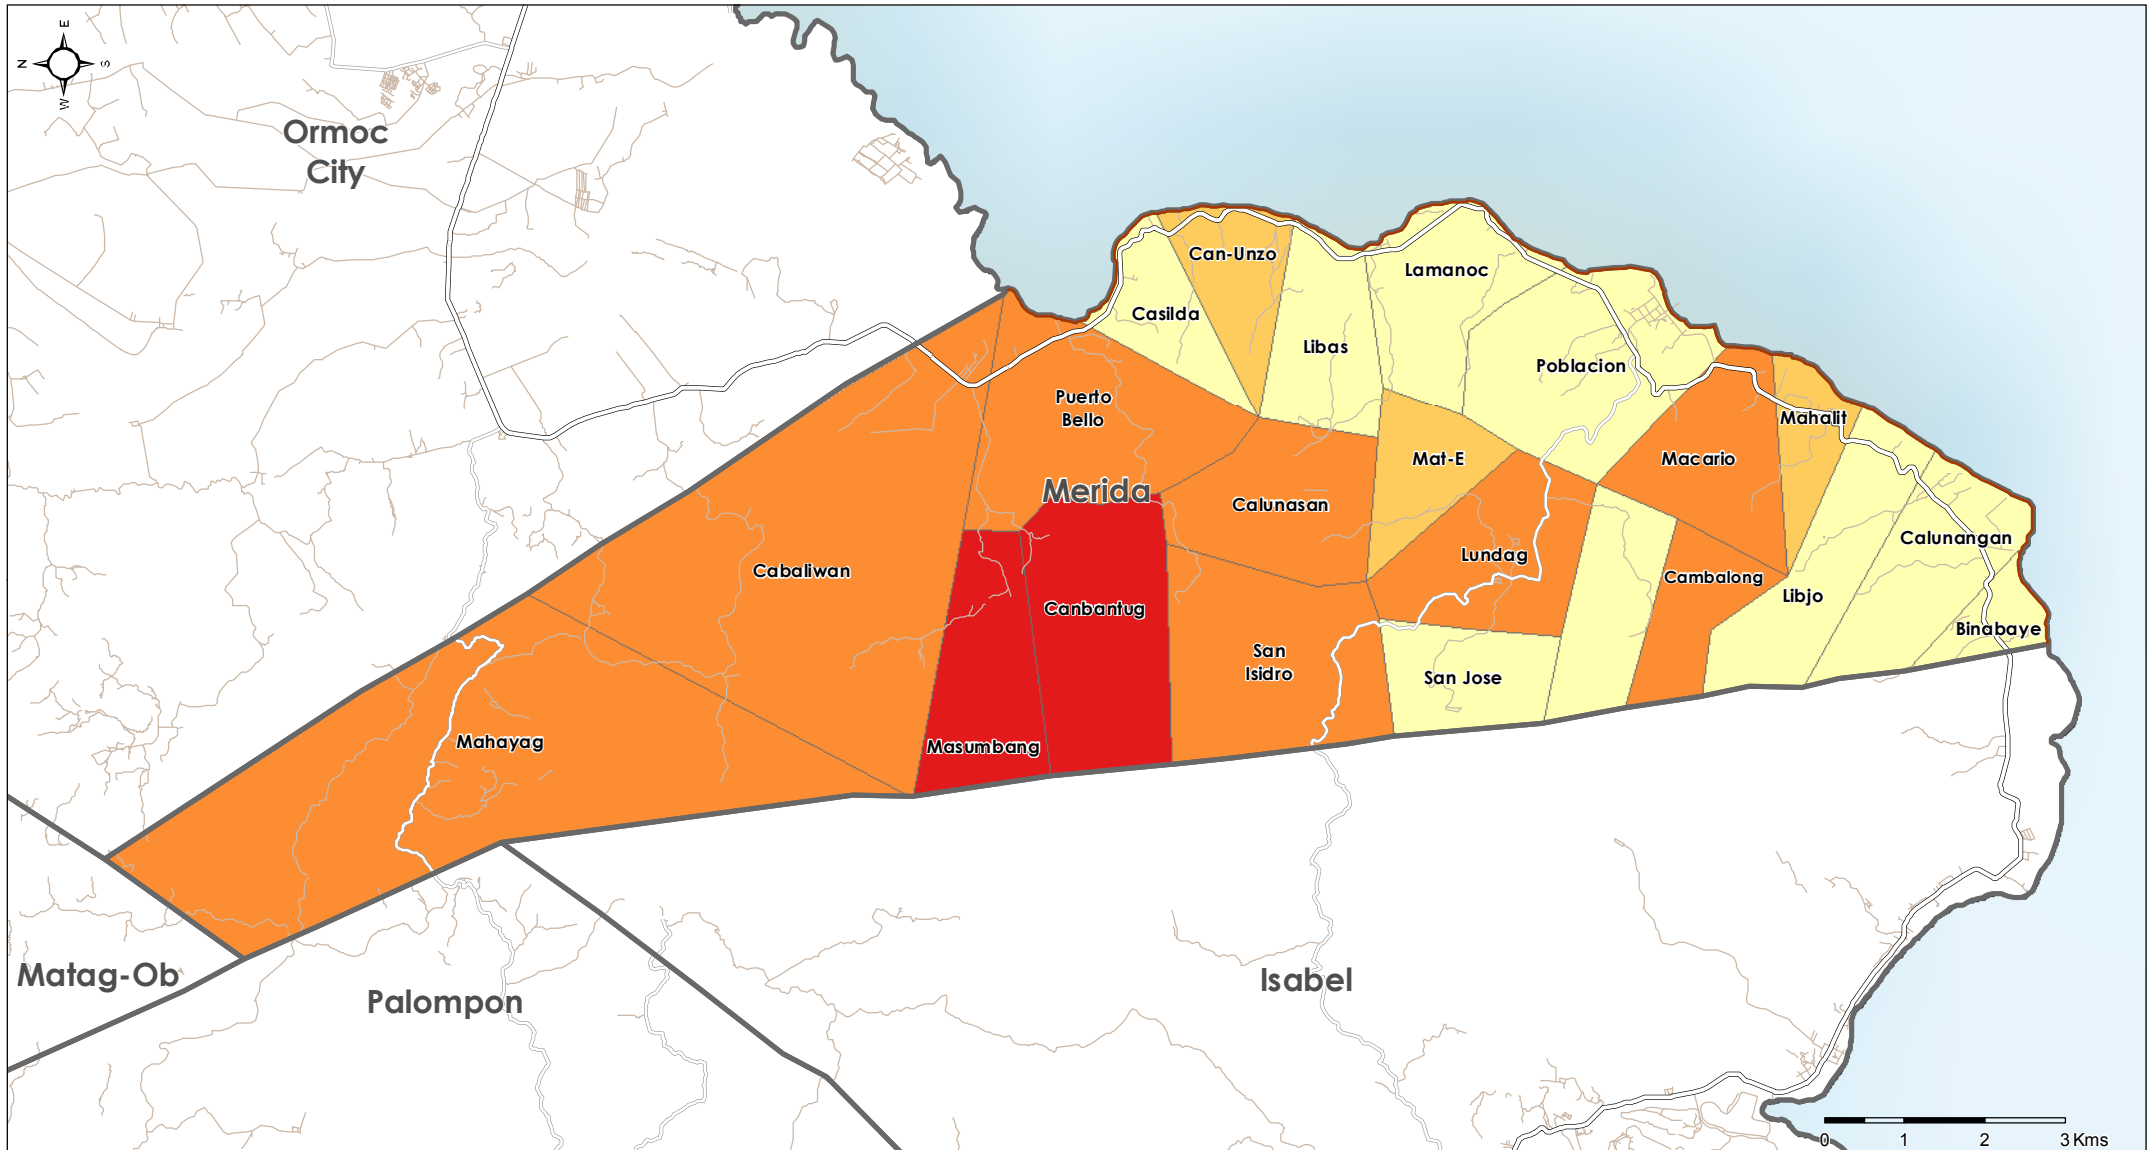 E
N
S
W
Ormoc
City
Can-Unzo
Lamanoc
Casilda
Libas
Poblacion
Puerto
Bello
Mahalit
Mat-E
Macario
Merida
Calunasan
Calunangan
Lundag
Cabaliwan
Cambalong
Libjo
Canbantug
Binabaye
San
Isidro
San Jose
Mahayag
Masumbang
Matag-Ob
Palompon
Isabel
0 1 2 3 Kms